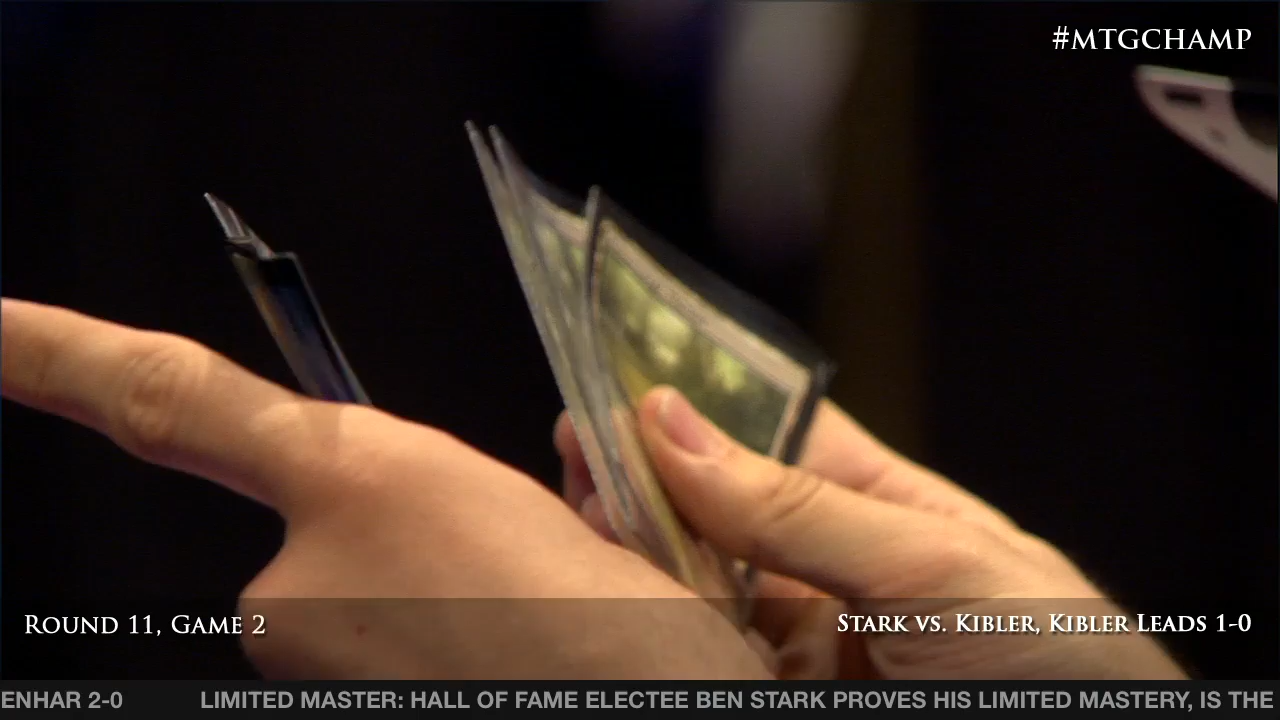 #MTGCHAMP
ROUND 11, GAME 2
STARK VS. KIBLER, KIBLER LEADS 1-0
ENHAR 2-0 LIMITED MASTER: HALL OF FAME ELECTEE BEN STARK PROVES HIS LIMITED MASTERY, IS THE